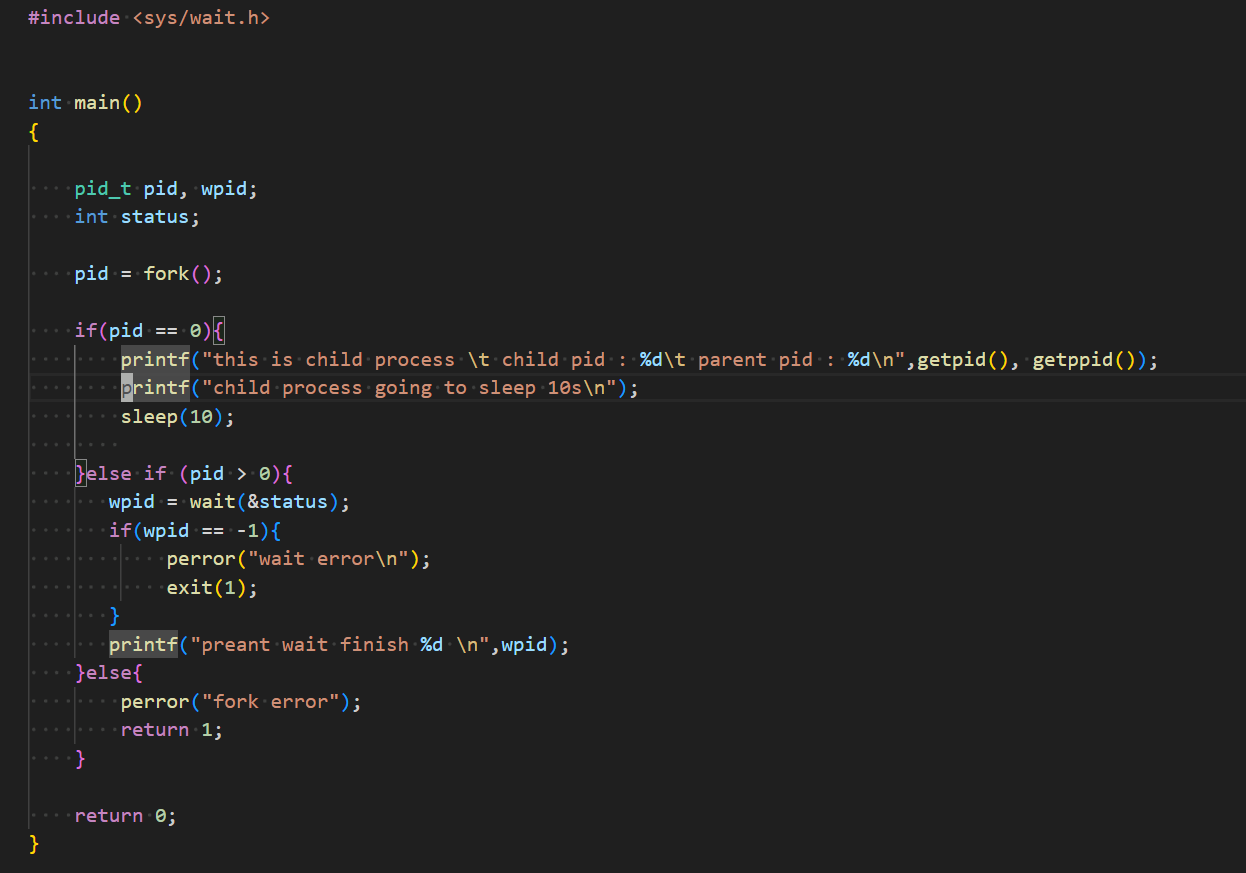 #include <sys/wait.h>
int main()
{
pid_t pid, wpid;
int status;
pid = fork();
if(pid == 0){
printf("this is child process \t child pid : %d\t parent pid : %d\n",getpid(), getppid());
printf("child process going to sleep 10s\n");
sleep(10);
}else if (pid > 0){
wpid = wait(&status);
if(wpid == -1){
perror("wait error\n");
exit(1);
}
printf("preant wait finish %d \n",wpid);
}else{
perror("fork error");
return 1;
}
return 0;
}